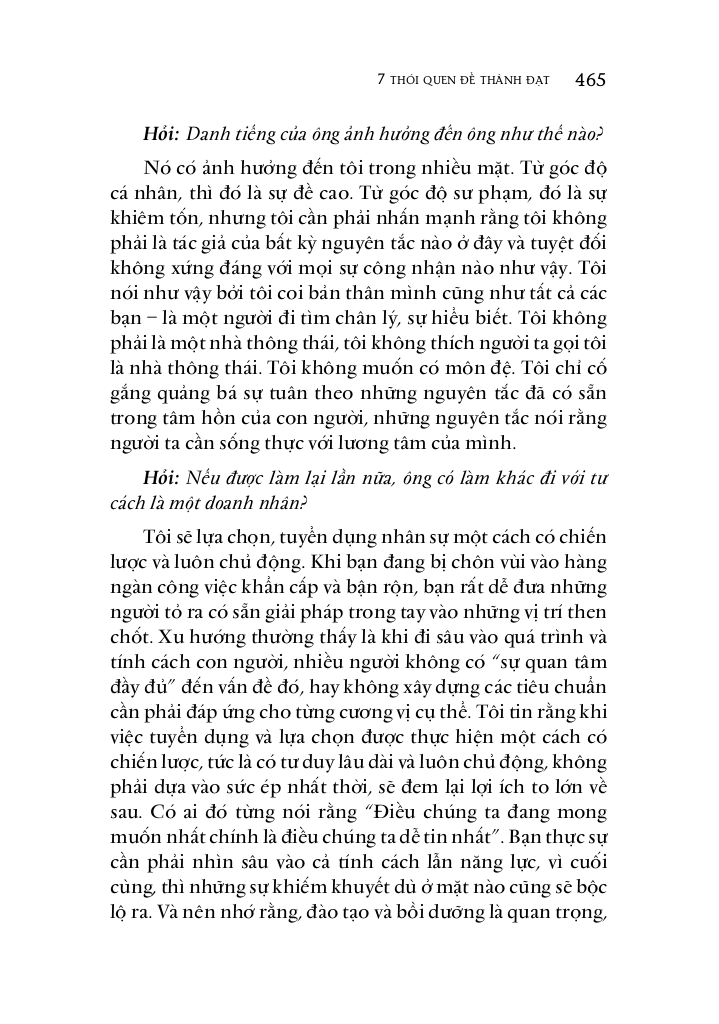 7 THÓI QUEN ĐỂ THÀNH ĐẠT 465
Hỏi: Danh tiếng của ông ảnh hưởng đến ông như thế nào?
Nó có ảnh hưởng đến tôi trong nhiều mặt. Từ góc độ
cá nhân, thì đó là sự đề cao. Từ góc độ sư phạm, đó là sự
khiêm tốn, nhưng tôi cần phải nhấn mạnh rằng tôi không
phải là tác giả của bất kỳ nguyên tắc nào ở đây và tuyệt đối
không xứng đáng với mọi sự công nhận nào như vậy. Tôi
nói như vậy bởi tôi coi bản thân mình cũng như tất cả các
bạn – là một người đi tìm chân lý, sự hiểu biết. Tôi không
phải là một nhà thông thái, tôi không thích người ta gọi tôi
là nhà thông thái. Tôi không muốn có môn đệ. Tôi chỉ cố
gắng quảng bá sự tuân theo những nguyên tắc đã có sẵn
trong tâm hồn của con người, những nguyên tắc nói rằng
người ta cần sống thực với lương tâm của mình.
Hỏi: Nếu được làm lại lần nữa, ông có làm khác đi với tư
cách là một doanh nhân?
Tôi sẽ lựa chọn, tuyển dụng nhân sự một cách có chiến
lược và luôn chủ động. Khi bạn đang bị chôn vùi vào hàng
ngàn công việc khẩn cấp và bận rộn, bạn rất dễ đưa những
người tỏ ra có sẵn giải pháp trong tay vào những vị trí then
chốt. Xu hướng thường thấy là khi đi sâu vào quá trình và
tính cách con người, nhiều người không có “sự quan tâm
đầy đủ” đến vấn đề đó, hay không xây dựng các tiêu chuẩn
cần phải đáp ứng cho từng cương vị cụ thể. Tôi tin rằng khi
việc tuyển dụng và lựa chọn được thực hiện một cách có
chiến lược, tức là có tư duy lâu dài và luôn chủ động, không
phải dựa vào sức ép nhất thời, sẽ đem lại lợi ích to lớn về
sau. Có ai đó từng nói rằng “Điều chúng ta đang mong
muốn nhất chính là điều chúng ta dễ tin nhất”. Bạn thực sự
cần phải nhìn sâu vào cả tính cách lẫn năng lực, vì cuối
cùng, thì những sự khiếm khuyết dù ở mặt nào cũng sẽ bộc
lộ ra. Và nên nhớ rằng, đào tạo và bồi dưỡng là quan trọng,